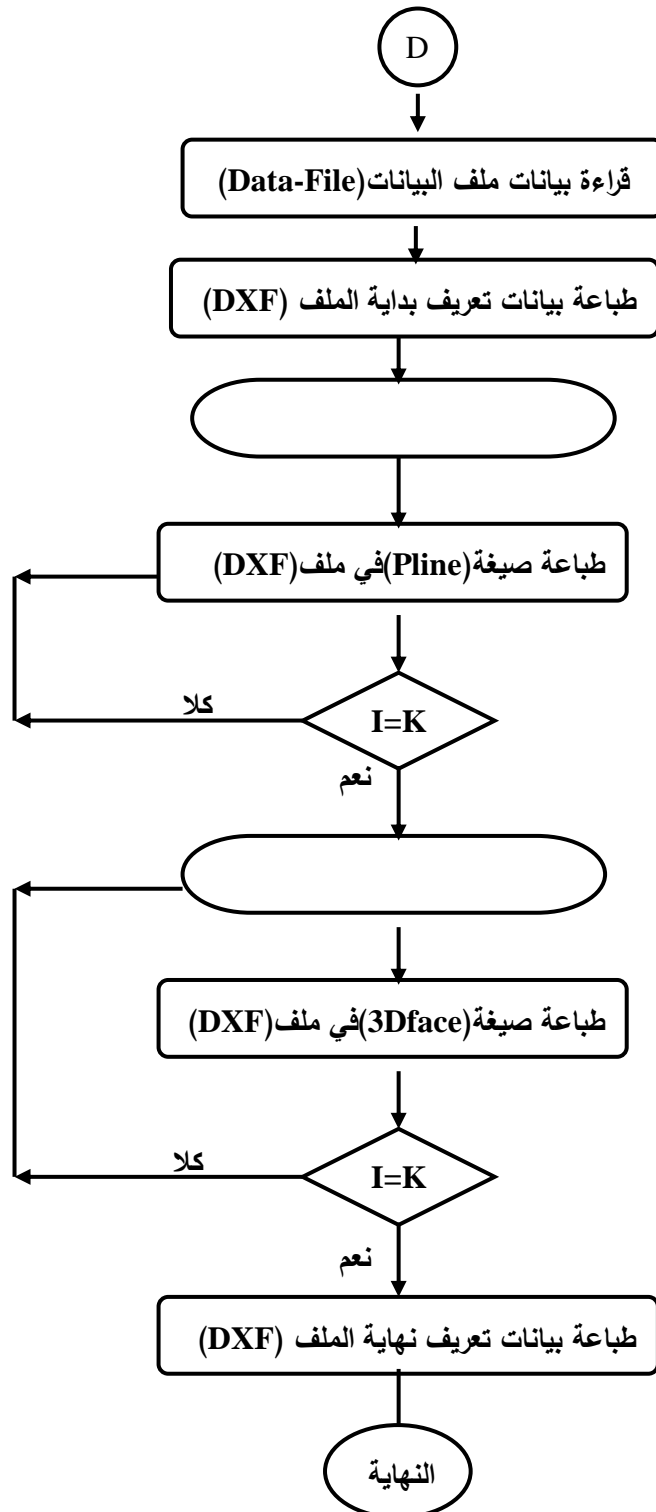 D
قراءة بيانات ملف البيانات(Data-File)
طباعة بيانات تعريف بداية الملف (DXF)
طباعة صيغة(Pline)في ملف(DXF)
I=K
كلا
نعم
طباعة صيغة(3Dface)في ملف(DXF)
I=K
كلا
نعم
طباعة بيانات تعريف نهاية الملف (DXF)
النهاية